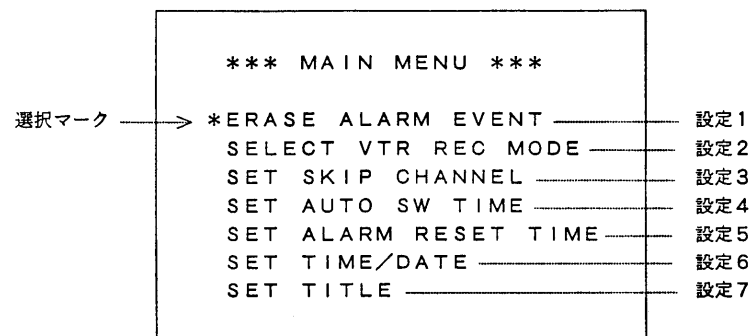 *** MAIN MENU ***
選択マーク *ERASE ALARM EVENT 設定1
SELECT VTR REC MODE 設定2
SET SKIP CHANNEL 設定3
SET AUTO SW TIME 設定4
SET ALARM RESET TIME 設定5
SET TIME/DATE 設定6
SET TITLE 設定7